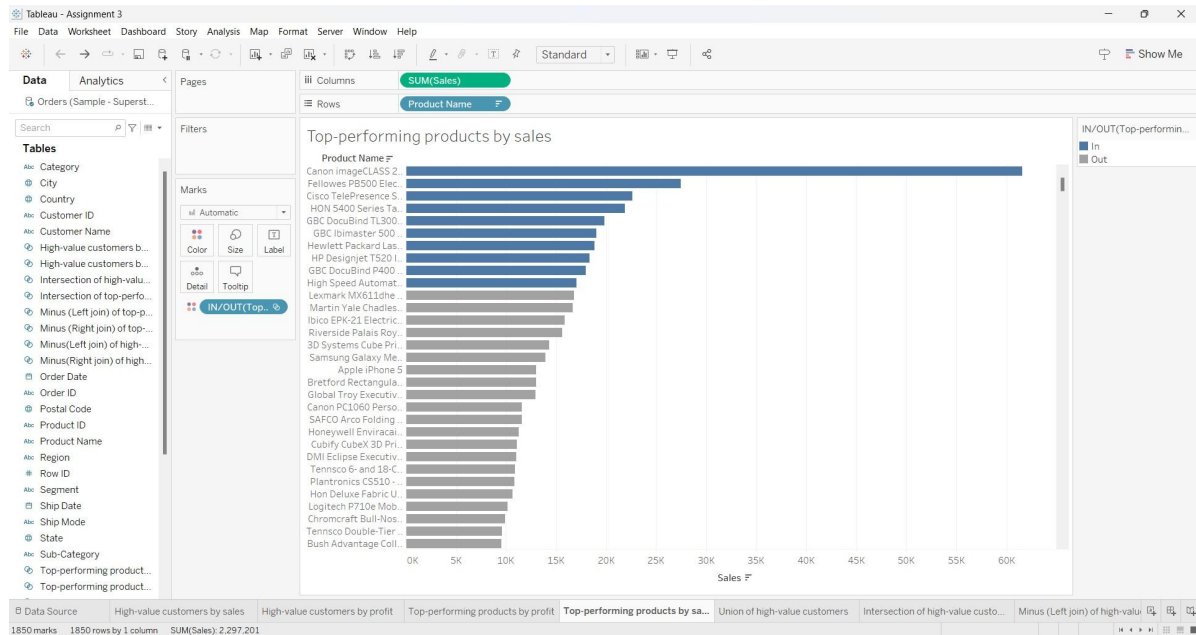 Tableau - Assignment 3
File Data Worksheet Dashboard Story Analysis Map Format Server Window Help
Standard
Show Me
Data
Analytics
Orders (Sample - Superst...
Search
Tables
Abc Category
City
Country
Abc Customer ID
Abc Customer Name
High-value customers b...
High-value customers b...
Intersection of high-valu...
Intersection of top-perfo...
Minus (Left join) of top-p...
Minus (Right join) of top-...
Minus(Left join) of high-...
Minus(Right join) of high...
Order Date
Abc Order ID
Postal Code
Abc Product ID
Abc Product Name
Abc Region
# Row ID
Abc Segment
Ship Date
Abc Ship Mode
State
Abc Sub-Category
Top-performing product...
Top-performing product...
Pages
Filters
Marks
Automatic
Color
Size
Label
Detail
Tooltip
IN/OUT(Top..
Columns
SUM(Sales)
Rows
Product Name
Top-performing products by sales
Product Name
Canon imageCLASS 2..
Fellowes PB500 Elec..
Cisco TelePresence S..
HON 5400 Series Ta..
GBC DocuBind TL300..
GBC Ibimaster 500 ..
Hewlett Packard Las..
HP Designjet T520 I..
GBC DocuBind P400 ..
High Speed Automat..
Lexmark MX611dhe ..
Martin Yale Chadles..
Ibico EPK-21 Electric..
Riverside Palais Roy..
3D Systems Cube Pri..
Samsung Galaxy Me..
Apple iPhone 5
Bretford Rectangula..
Global Troy Executiv..
Canon PC1060 Perso..
SAFCO Arco Folding ..
Honeywell Enviracai..
Cubify CubeX 3D Pri..
DMI Eclipse Executiv..
Tennsco 6- and 18-C..
Plantronics CS510 -..
Hon Deluxe Fabric U..
Logitech P710e Mob..
Chromcraft Bull-Nos..
Tennsco Double-Tier ..
Bush Advantage Coll..
0K 5K 10K 15K 20K 25K 30K 35K 40K 45K 50K 55K 60K
Sales
IN/OUT(Top-performin...
In
Out
Data Source
High-value customers by sales
High-value customers by profit
Top-performing products by profit
Top-performing products by sa...
Union of high-value customers
Intersection of high-value custo...
Minus (Left join) of high-valu
1850 marks 1850 rows by 1 column SUM(Sales): 2.297.201